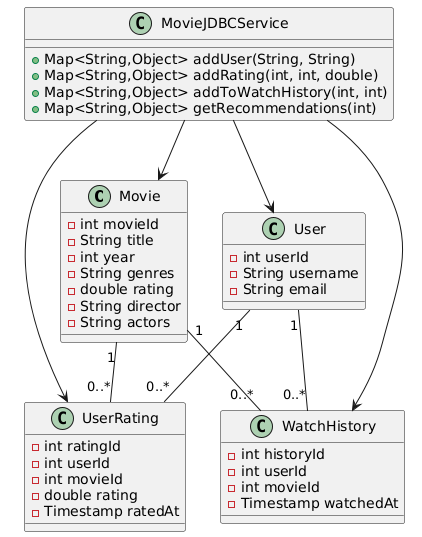 C MovieJDBCService
Map<String,Object> addUser(String, String)
Map<String,Object> addRating(int, int, double)
Map<String,Object> addToWatchHistory(int, int)
Map<String,Object> getRecommendations(int)
C Movie
int movieId
String title
int year
String genres
double rating
String director
String actors
C User
int userId
String username
String email
1
1
1
1
0..*
0..*
0..*
0..*
C UserRating
int ratingId
int userId
int movieId
double rating
Timestamp ratedAt
C WatchHistory
int historyId
int userId
int movieId
Timestamp watchedAt